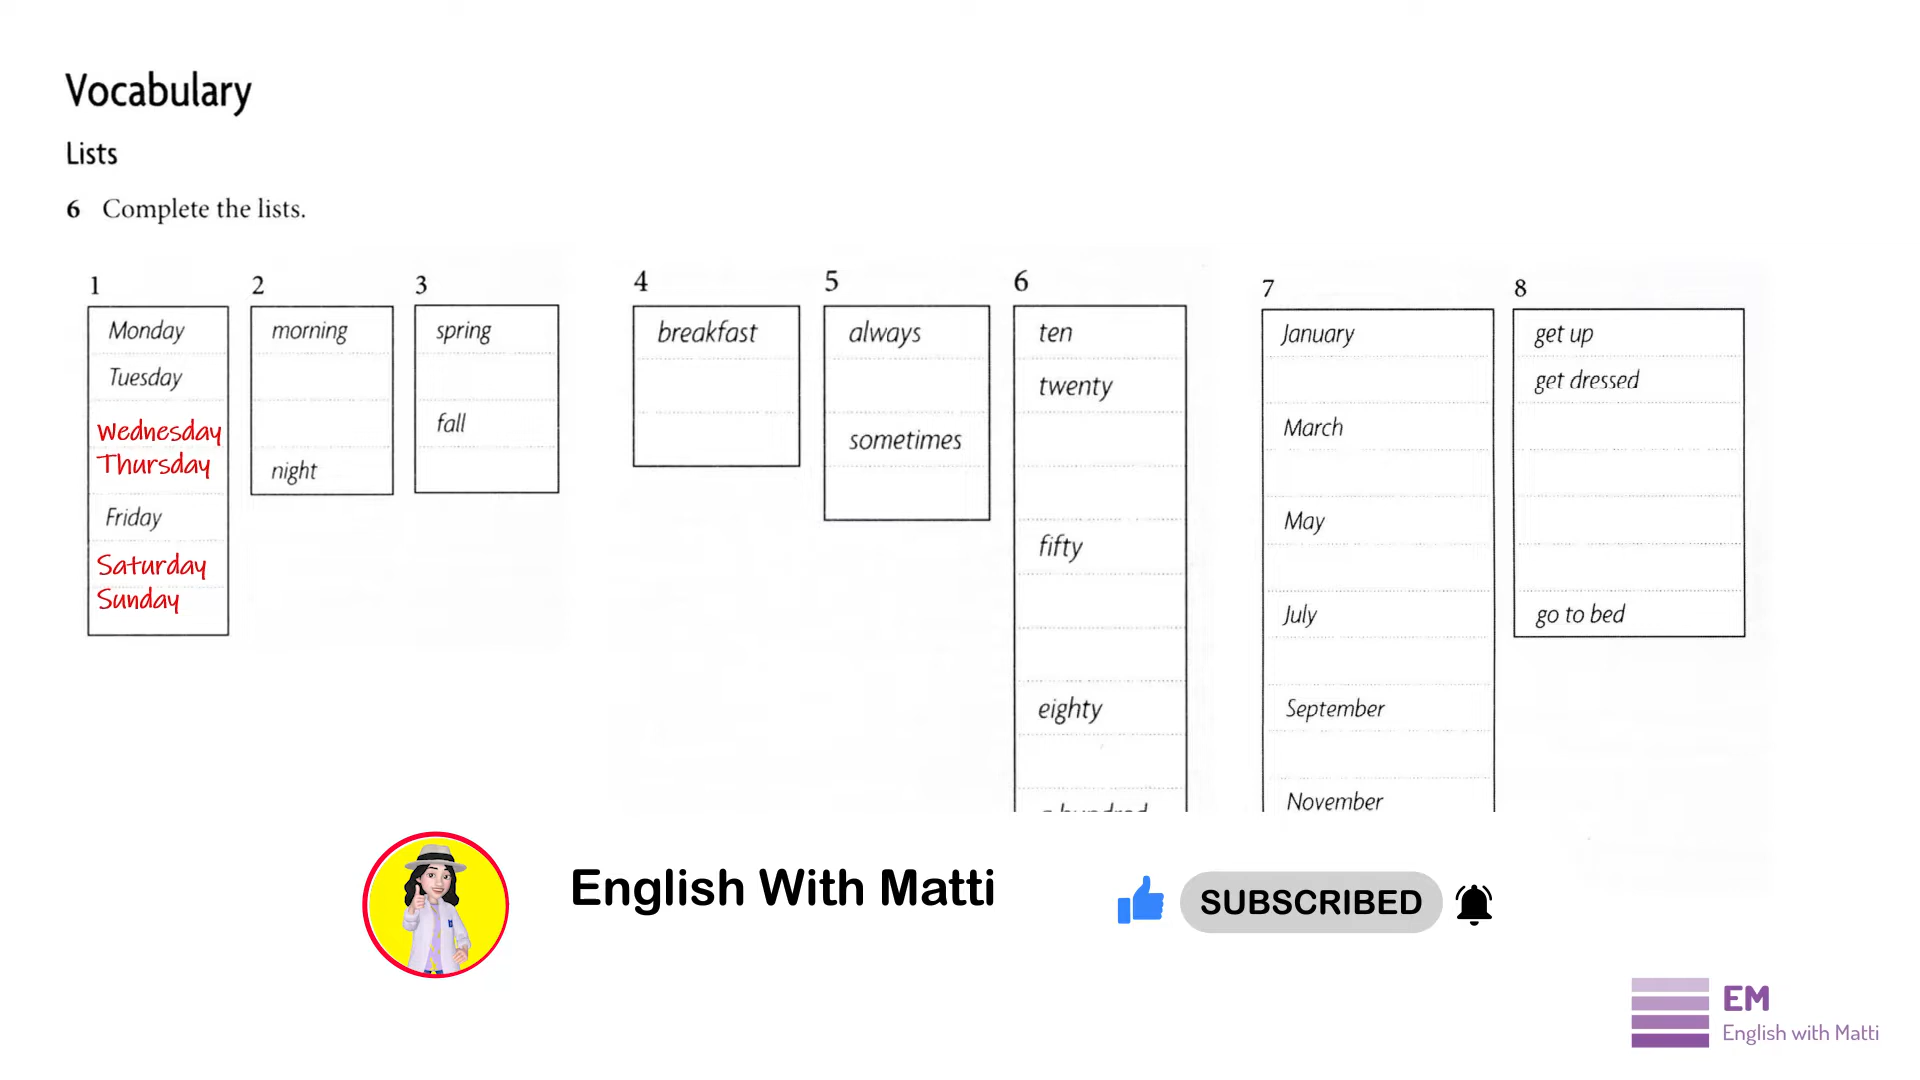 Vocabulary
Lists
6 Complete the lists.
1
Monday
Tuesday
Wednesday
Thursday
Friday
Saturday
Sunday
2
morning
night
3
spring
fall
4
breakfast
5
always
sometimes
6
ten
twenty
fifty
eighty
7
January
March
May
July
September
November
8
get up
get dressed
go to bed
English With Matti
SUBSCRIBED
EM
English with Matti